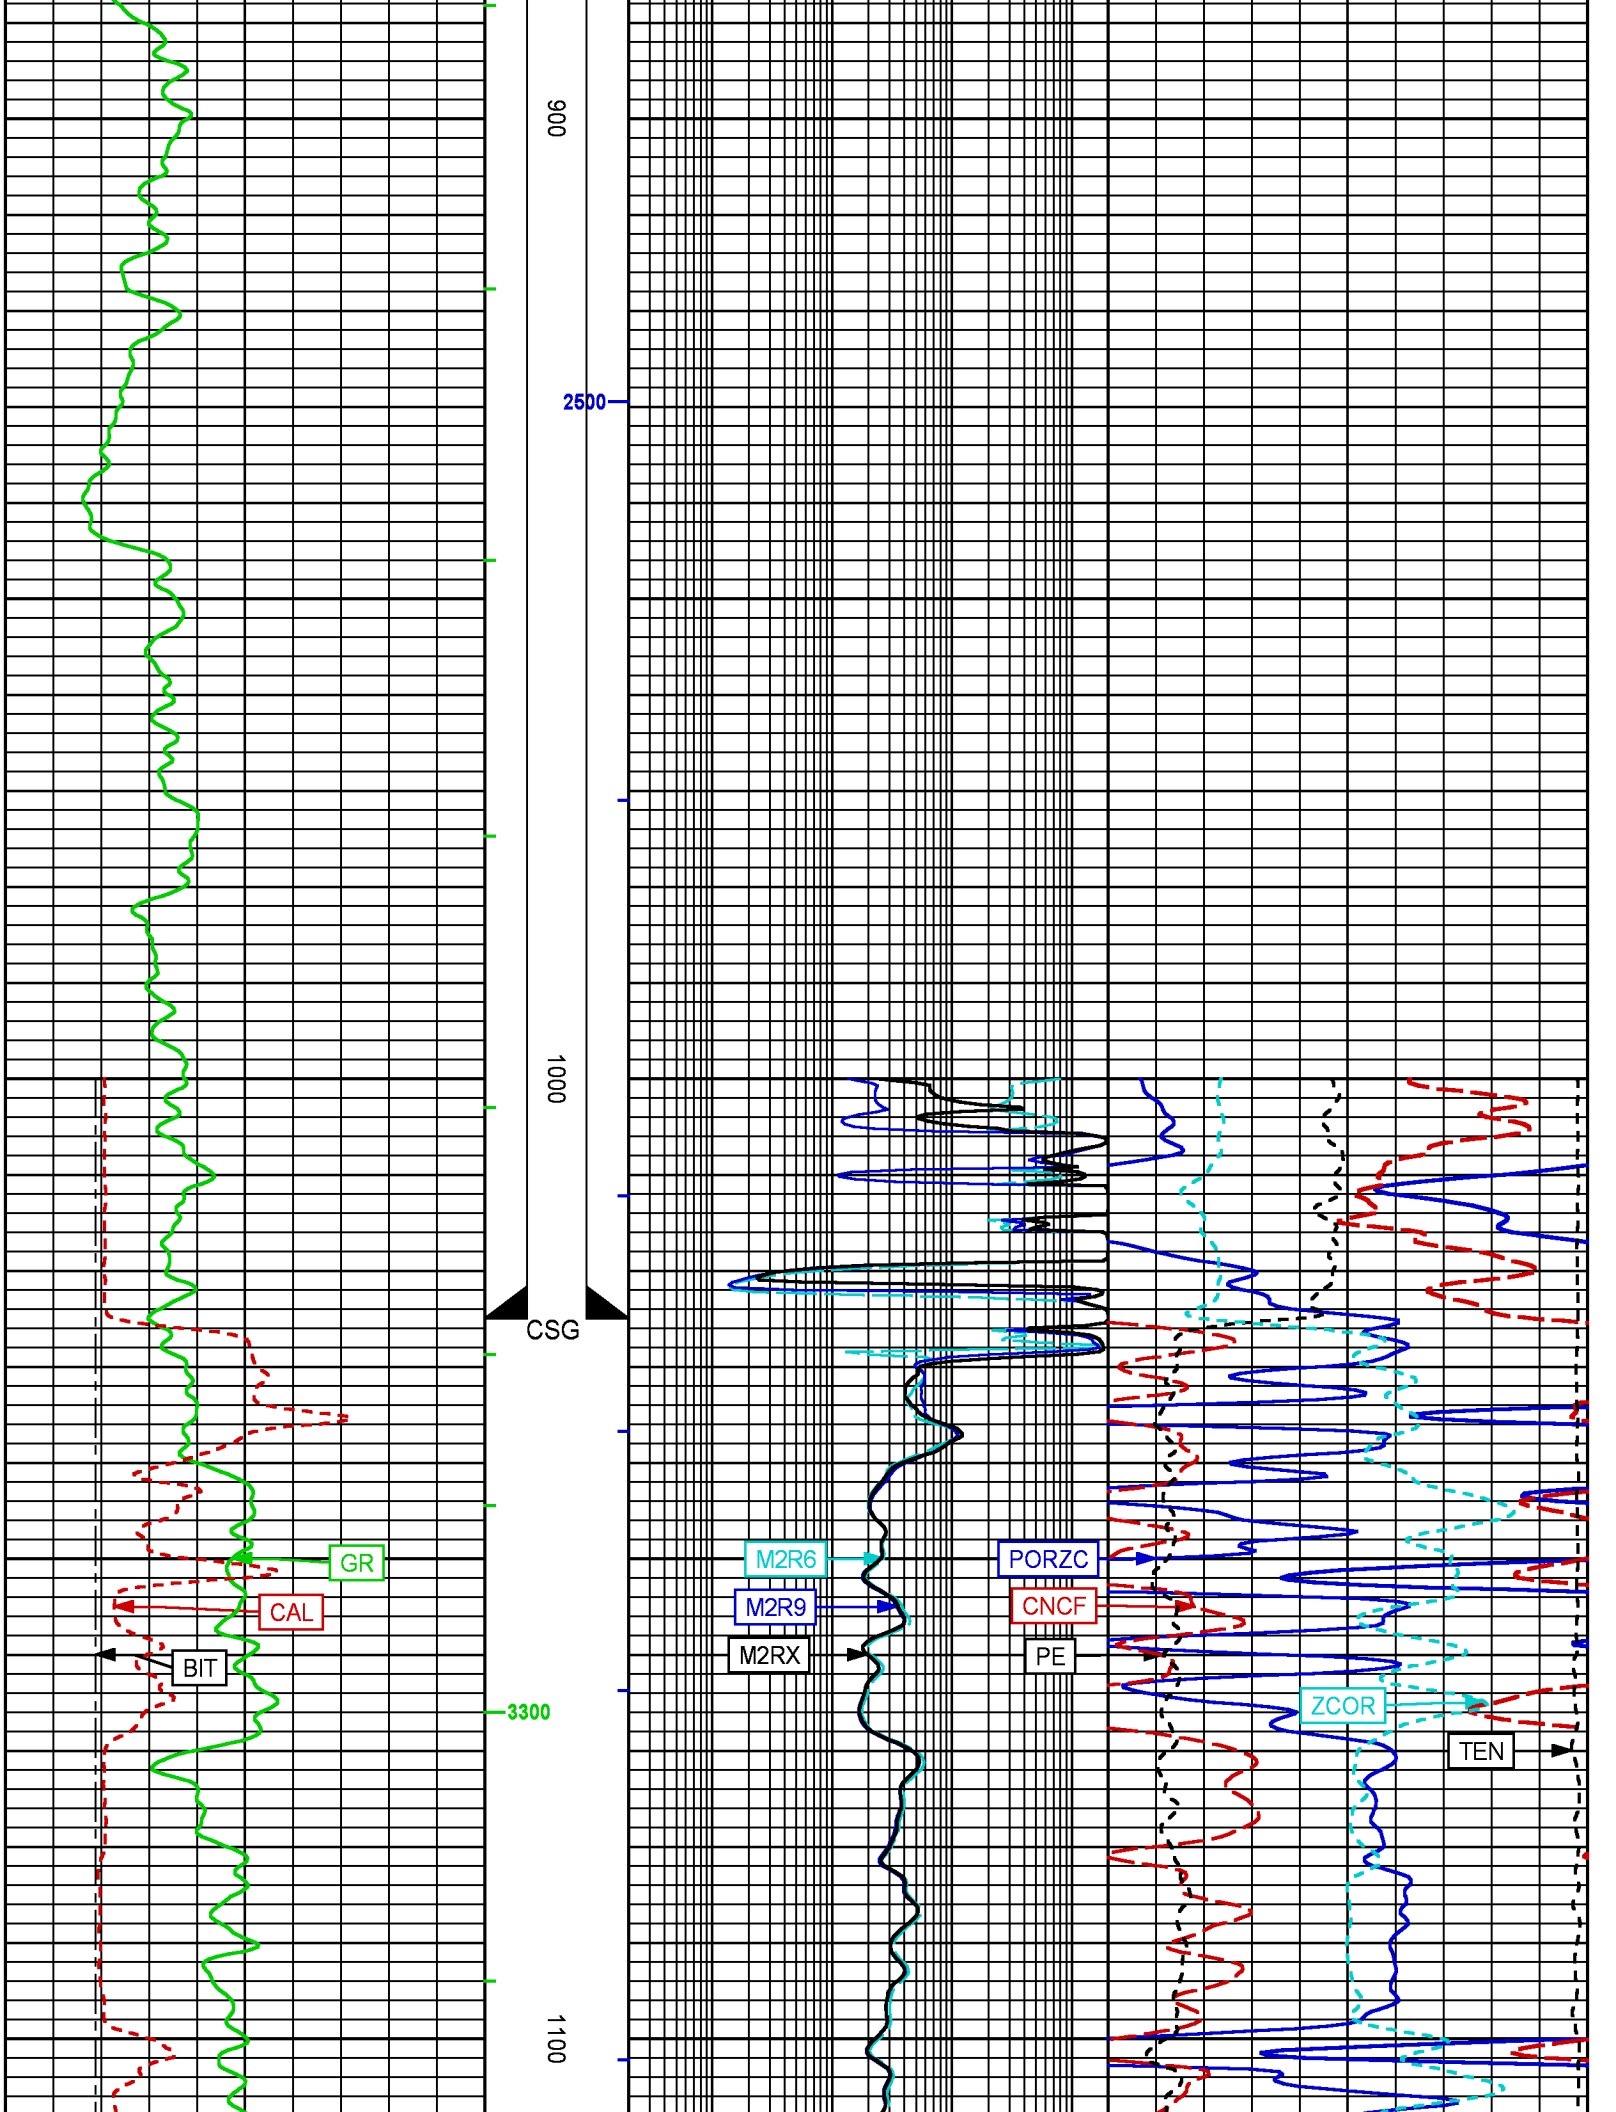 900
2500
1000
CSG
GR
M2R6
PORZC
CAL
M2R9
CNCF
BIT
M2RX
PE
3300
ZCOR
TEN
1100